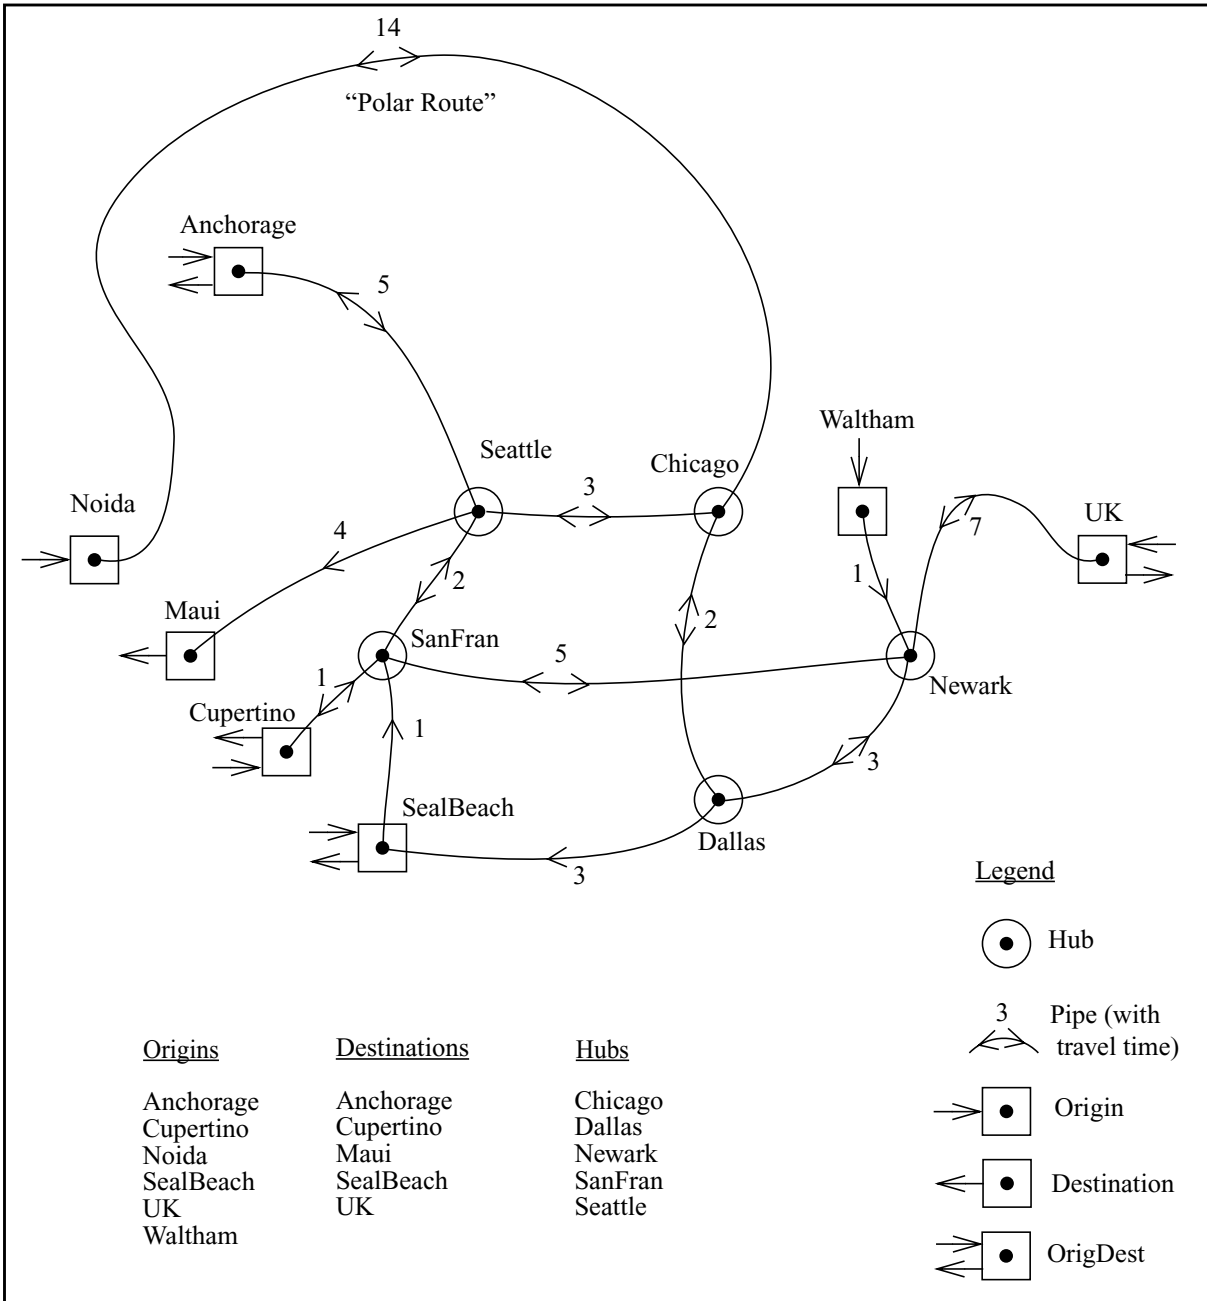 14
“Polar Route”
Anchorage
5
Waltham
Seattle
Chicago
3
Noida
UK
4
7
1
2
Maui
2
SanFran
5
1
Newark
Cupertino
1
3
SealBeach
Dallas
3
Legend
Hub
3
Pipe (with
travel time)
Origin
Destination
OrigDest
Origins
Anchorage
Cupertino
Noida
SealBeach
UK
Waltham
Destinations
Anchorage
Cupertino
Maui
SealBeach
UK
Hubs
Chicago
Dallas
Newark
SanFran
Seattle